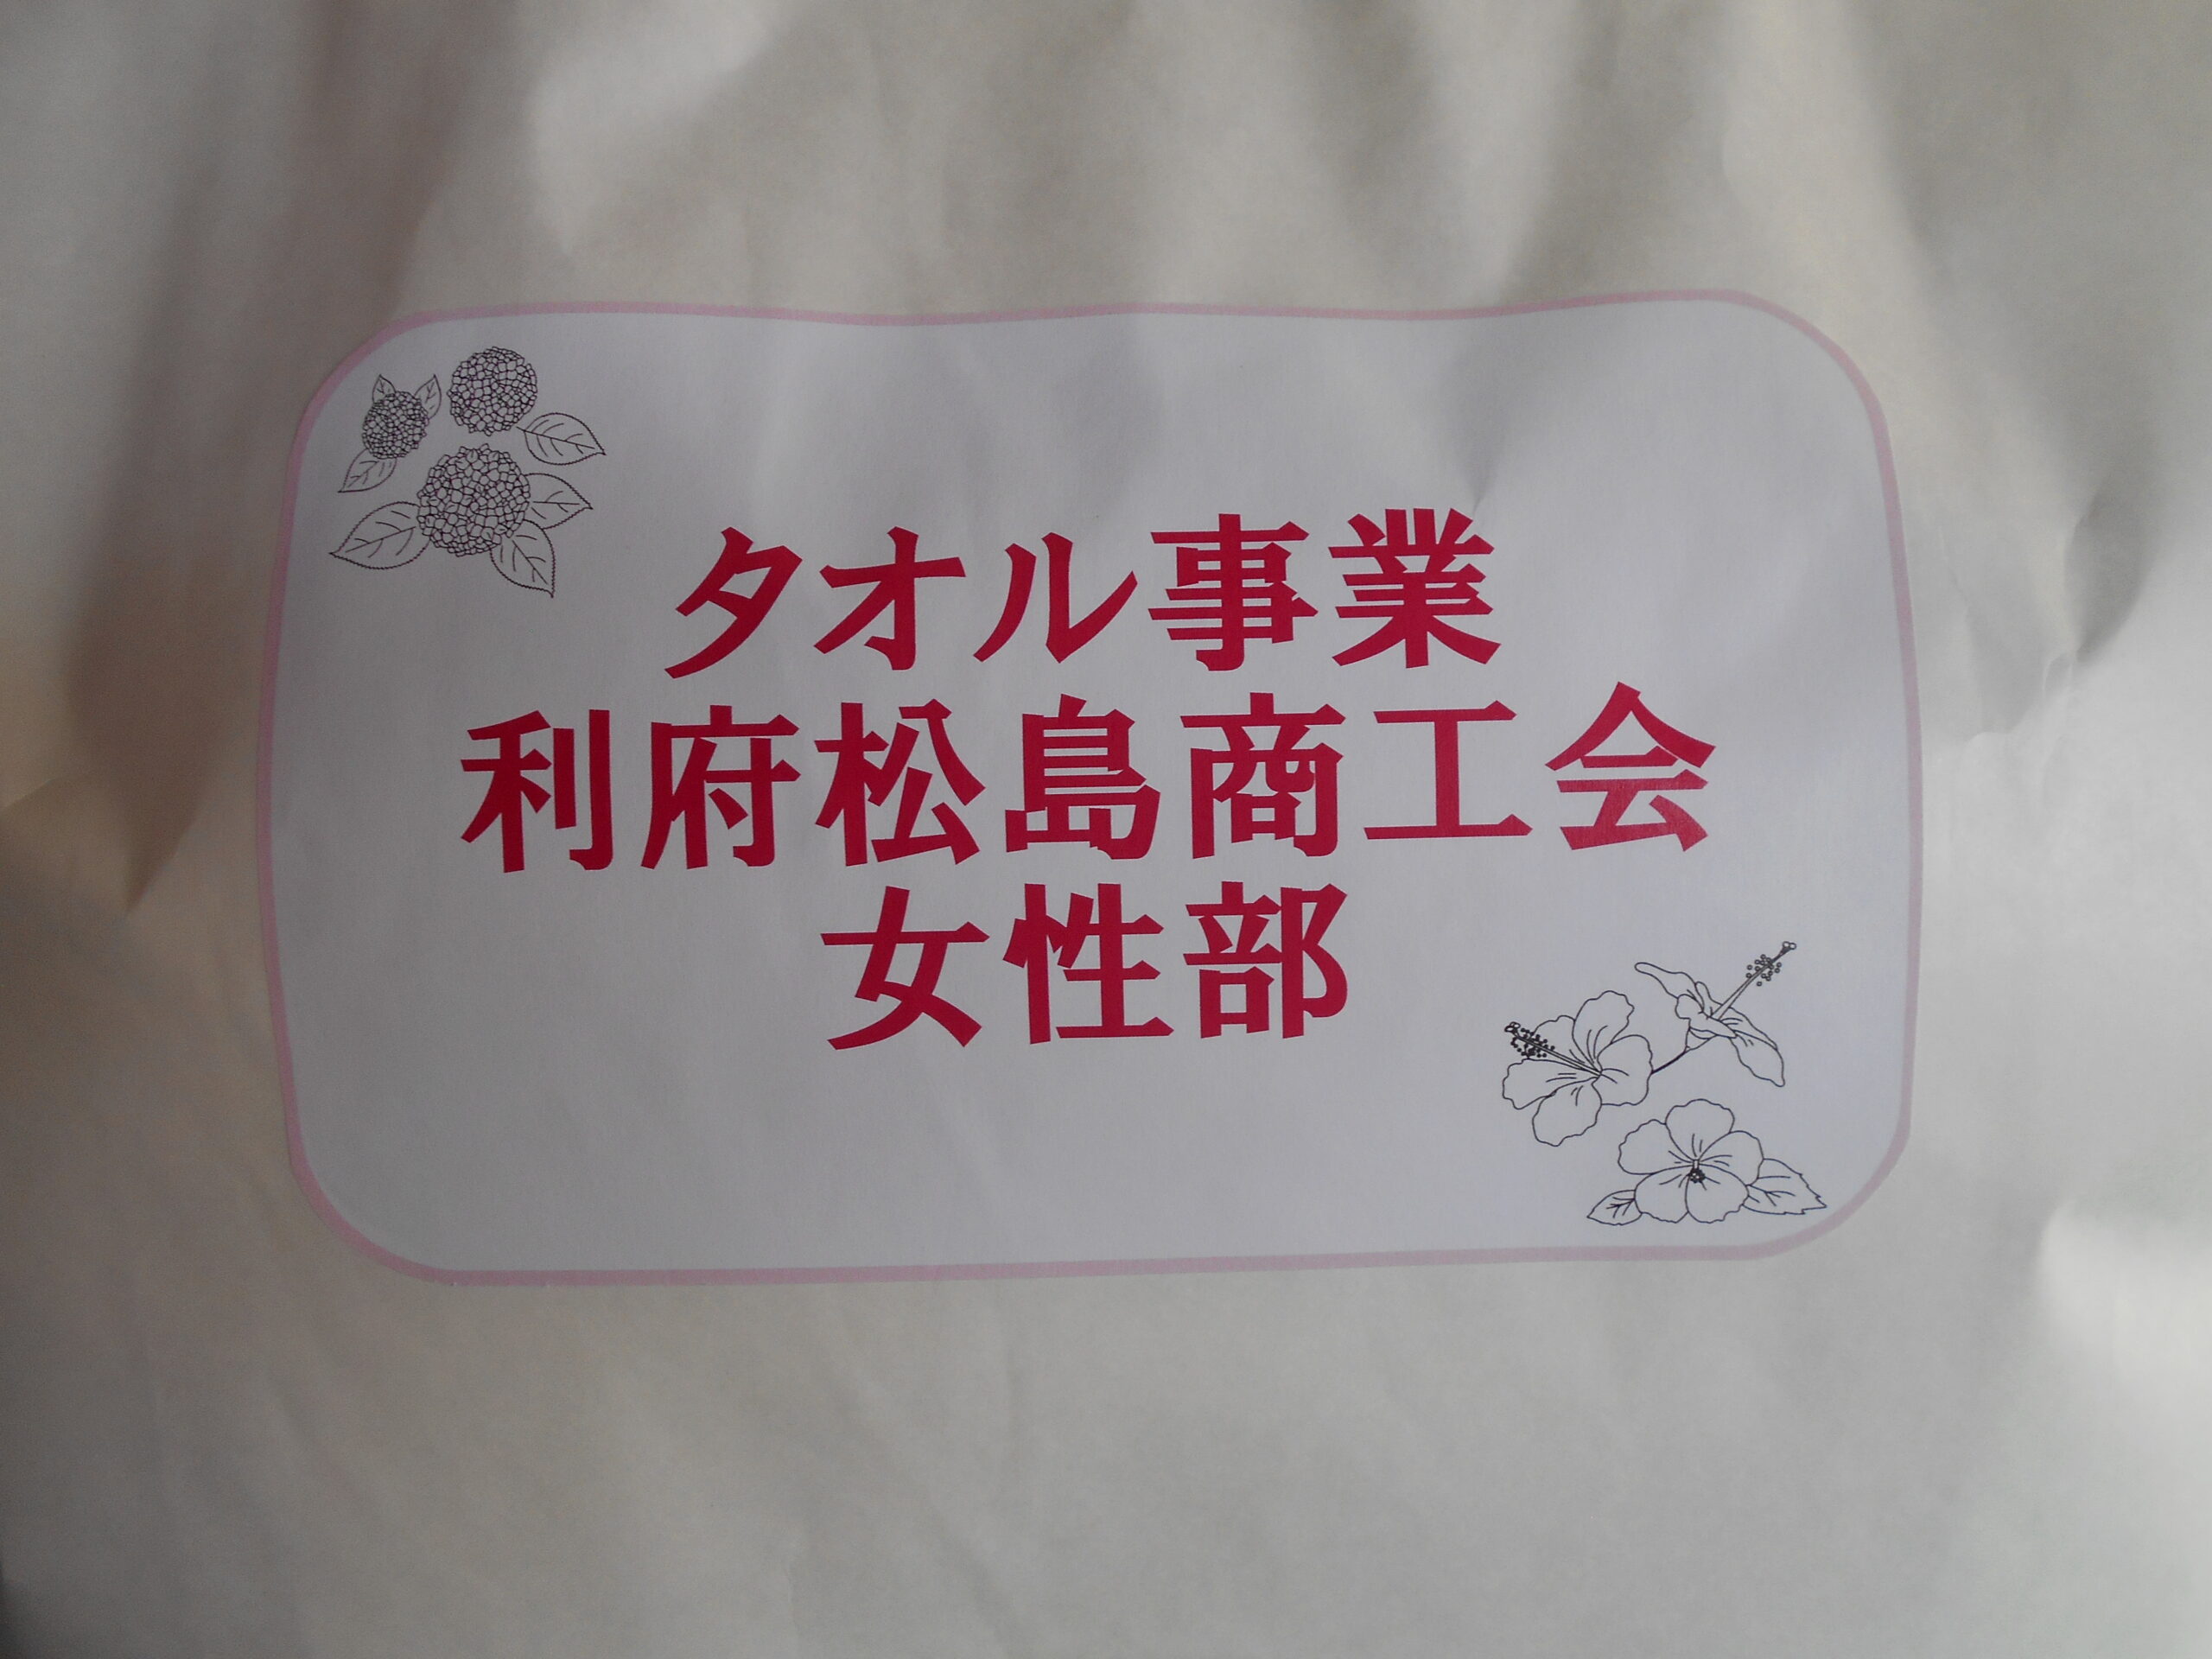 タオル事業
利府松島商工会
女性部